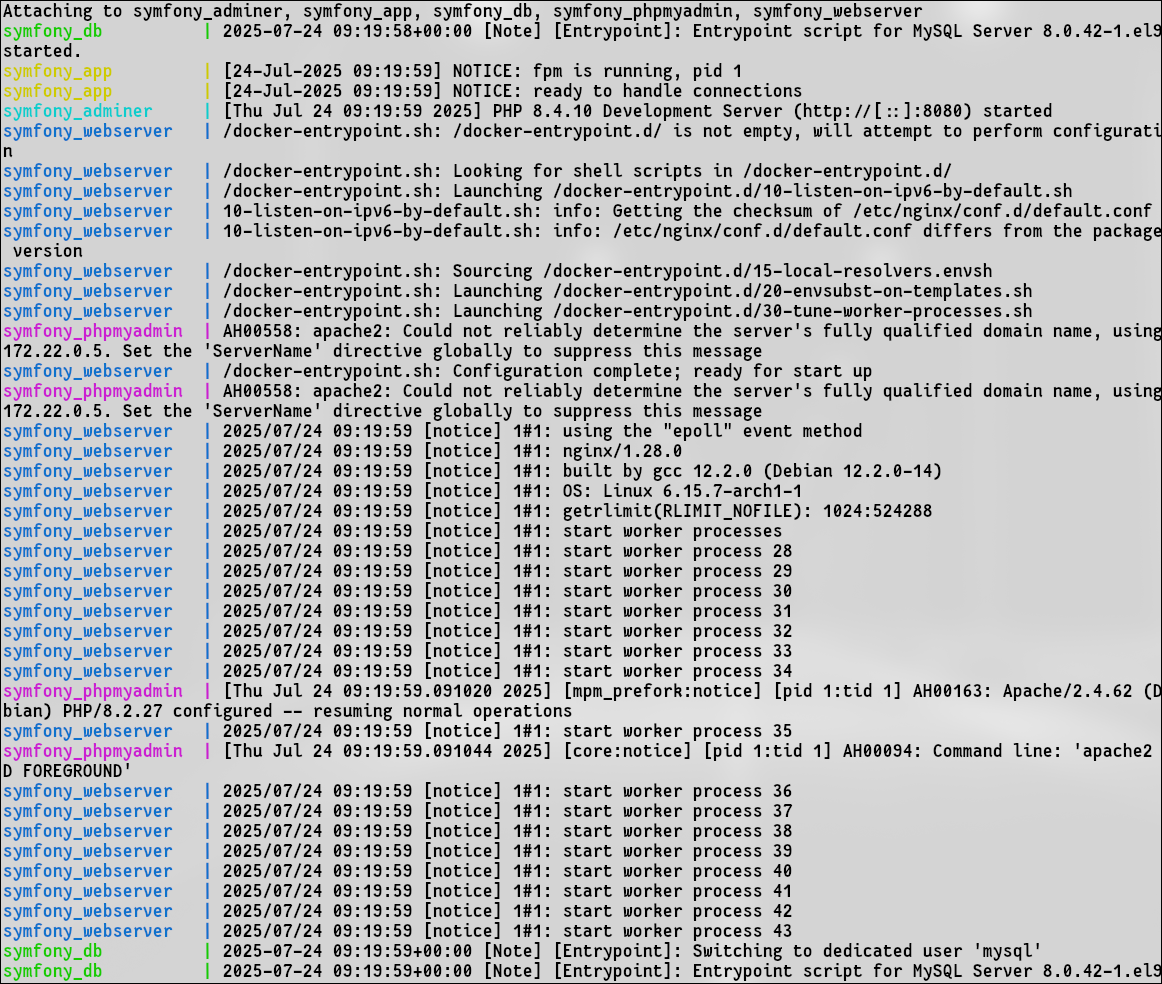 Attaching to symfony_adminer, symfony_app, symfony_db, symfony_phpmyadmin, symfony_webserver
symfony_db          | 2025-07-24 09:19:58+00:00 [Note] [Entrypoint]: Entrypoint script for MySQL Server 8.0.42-1.el9
started.
symfony_app         | [24-Jul-2025 09:19:59] NOTICE: fpm is running, pid 1
symfony_app         | [24-Jul-2025 09:19:59] NOTICE: ready to handle connections
symfony_adminer     | [Thu Jul 24 09:19:59 2025] PHP 8.4.10 Development Server (http://[::]:8080) started
symfony_webserver   | /docker-entrypoint.sh: /docker-entrypoint.d/ is not empty, will attempt to perform configurati
n
symfony_webserver   | /docker-entrypoint.sh: Looking for shell scripts in /docker-entrypoint.d/
symfony_webserver   | /docker-entrypoint.sh: Launching /docker-entrypoint.d/10-listen-on-ipv6-by-default.sh
symfony_webserver   | 10-listen-on-ipv6-by-default.sh: info: Getting the checksum of /etc/nginx/conf.d/default.conf
symfony_webserver   | 10-listen-on-ipv6-by-default.sh: info: /etc/nginx/conf.d/default.conf differs from the package
 version
symfony_webserver   | /docker-entrypoint.sh: Sourcing /docker-entrypoint.d/15-local-resolvers.envsh
symfony_webserver   | /docker-entrypoint.sh: Launching /docker-entrypoint.d/20-envsubst-on-templates.sh
symfony_webserver   | /docker-entrypoint.sh: Launching /docker-entrypoint.d/30-tune-worker-processes.sh
symfony_phpmyadmin  | AH00558: apache2: Could not reliably determine the server's fully qualified domain name, using
172.22.0.5. Set the 'ServerName' directive globally to suppress this message
symfony_webserver   | /docker-entrypoint.sh: Configuration complete; ready for start up
symfony_phpmyadmin  | AH00558: apache2: Could not reliably determine the server's fully qualified domain name, using
172.22.0.5. Set the 'ServerName' directive globally to suppress this message
symfony_webserver   | 2025/07/24 09:19:59 [notice] 1#1: using the "epoll" event method
symfony_webserver   | 2025/07/24 09:19:59 [notice] 1#1: nginx/1.28.0
symfony_webserver   | 2025/07/24 09:19:59 [notice] 1#1: built by gcc 12.2.0 (Debian 12.2.0-14)
symfony_webserver   | 2025/07/24 09:19:59 [notice] 1#1: OS: Linux 6.15.7-arch1-1
symfony_webserver   | 2025/07/24 09:19:59 [notice] 1#1: getrlimit(RLIMIT_NOFILE): 1024:524288
symfony_webserver   | 2025/07/24 09:19:59 [notice] 1#1: start worker processes
symfony_webserver   | 2025/07/24 09:19:59 [notice] 1#1: start worker process 28
symfony_webserver   | 2025/07/24 09:19:59 [notice] 1#1: start worker process 29
symfony_webserver   | 2025/07/24 09:19:59 [notice] 1#1: start worker process 30
symfony_webserver   | 2025/07/24 09:19:59 [notice] 1#1: start worker process 31
symfony_webserver   | 2025/07/24 09:19:59 [notice] 1#1: start worker process 32
symfony_webserver   | 2025/07/24 09:19:59 [notice] 1#1: start worker process 33
symfony_webserver   | 2025/07/24 09:19:59 [notice] 1#1: start worker process 34
symfony_phpmyadmin  | [Thu Jul 24 09:19:59.091020 2025] [mpm_prefork:notice] [pid 1:tid 1] AH00163: Apache/2.4.62 (D
bian) PHP/8.2.27 configured -- resuming normal operations
symfony_webserver   | 2025/07/24 09:19:59 [notice] 1#1: start worker process 35
symfony_phpmyadmin  | [Thu Jul 24 09:19:59.091044 2025] [core:notice] [pid 1:tid 1] AH00094: Command line: 'apache2
D FOREGROUND'
symfony_webserver   | 2025/07/24 09:19:59 [notice] 1#1: start worker process 36
symfony_webserver   | 2025/07/24 09:19:59 [notice] 1#1: start worker process 37
symfony_webserver   | 2025/07/24 09:19:59 [notice] 1#1: start worker process 38
symfony_webserver   | 2025/07/24 09:19:59 [notice] 1#1: start worker process 39
symfony_webserver   | 2025/07/24 09:19:59 [notice] 1#1: start worker process 40
symfony_webserver   | 2025/07/24 09:19:59 [notice] 1#1: start worker process 41
symfony_webserver   | 2025/07/24 09:19:59 [notice] 1#1: start worker process 42
symfony_webserver   | 2025/07/24 09:19:59 [notice] 1#1: start worker process 43
symfony_db          | 2025-07-24 09:19:59+00:00 [Note] [Entrypoint]: Switching to dedicated user 'mysql'
symfony_db          | 2025-07-24 09:19:59+00:00 [Note] [Entrypoint]: Entrypoint script for MySQL Server 8.0.42-1.el9